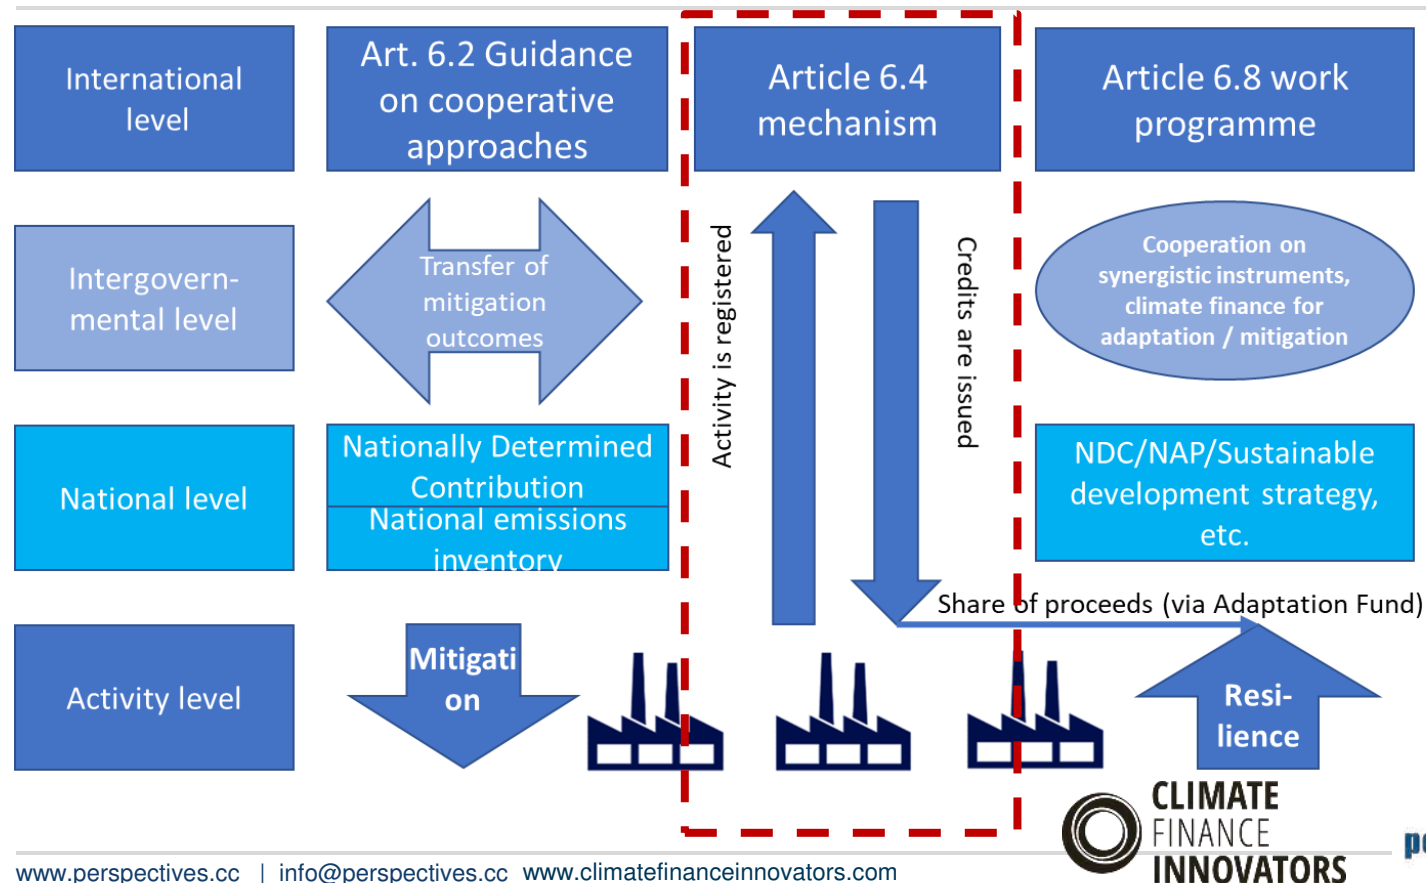 International
level
Art. 6.2 Guidance
on cooperative
approaches
Article 6.4
mechanism
Article 6.8 work
programme
Intergovern-
mental level
Transfer of
mitigation
outcomes
Activity is registered
Credits are issued
Cooperation on
synergistic instruments,
climate finance for
adaptation / mitigation
National level
Nationally Determined
Contribution
National emissions
inventory
NDC/NAP/Sustainable
development strategy,
etc.
Share of proceeds (via Adaptation Fund)
Activity level
Mitigati
on
Resi-
lience
CLIMATE
FINANCE
INNOVATORS
www.perspectives.cc | info@perspectives.cc www.climatefinanceinnovators.com